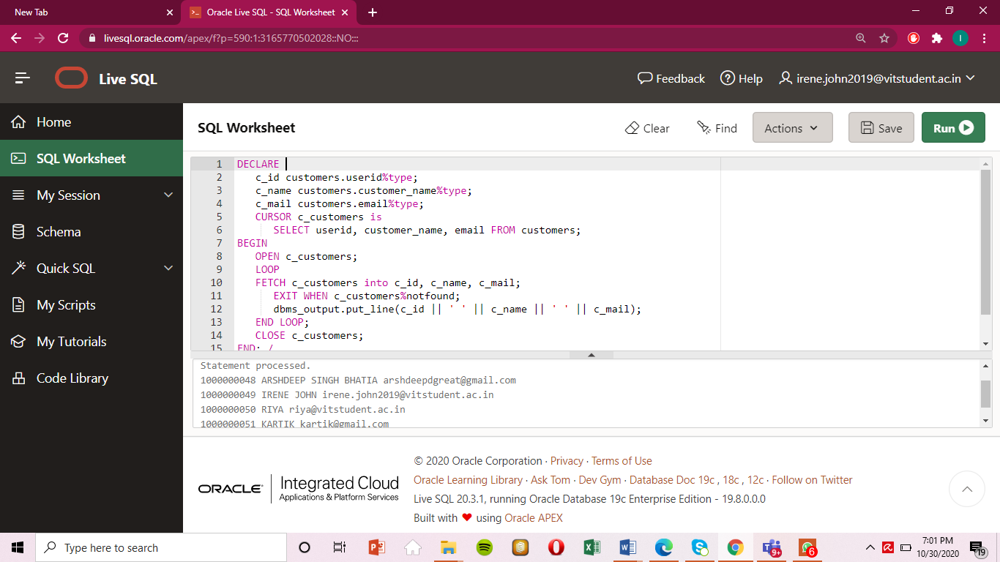 New Tab
Oracle Live SQL - SQL Worksheet
livesql.oracle.com/apex/f?p=590:1:3165770502028::NO:::
I
Live SQL
Feedback
Help
irene.john2019@vitstudent.ac.in
Home
SQL Worksheet
My Session
Schema
Quick SQL
My Scripts
My Tutorials
Code Library
SQL Worksheet
Clear
Find
Actions
Save
Run
1 DECLARE
2 c_id customers.userid%type;
3 c_name customers.customer_name%type;
4 c_mail customers.email%type;
5 CURSOR c_customers is
6 SELECT userid, customer_name, email FROM customers;
7 BEGIN
8 OPEN c_customers;
9 LOOP
10 FETCH c_customers into c_id, c_name, c_mail;
11 EXIT WHEN c_customers%notfound;
12 dbms_output.put_line(c_id || ' ' || c_name || ' ' || c_mail);
13 END LOOP;
14 CLOSE c_customers;
15 END; /
Statement processed.
1000000048 ARSHDEEP SINGH BHATIA arshdeepdgreat@gmail.com
1000000049 IRENE JOHN irene.john2019@vitstudent.ac.in
1000000050 RIYA riya@vitstudent.ac.in
1000000051 KARTIK kartik@gmail.com
ORACLE
Integrated Cloud
Applications & Platform Services
© 2020 Oracle Corporation · Privacy · Terms of Use
Oracle Learning Library · Ask Tom · Dev Gym · Database Doc 19c , 18c , 12c · Follow on Twitter
Live SQL 20.3.1, running Oracle Database 19c Enterprise Edition - 19.8.0.0.0
Built with ❤ using Oracle APEX
Type here to search
9+
6
7:01 PM
10/30/2020
19